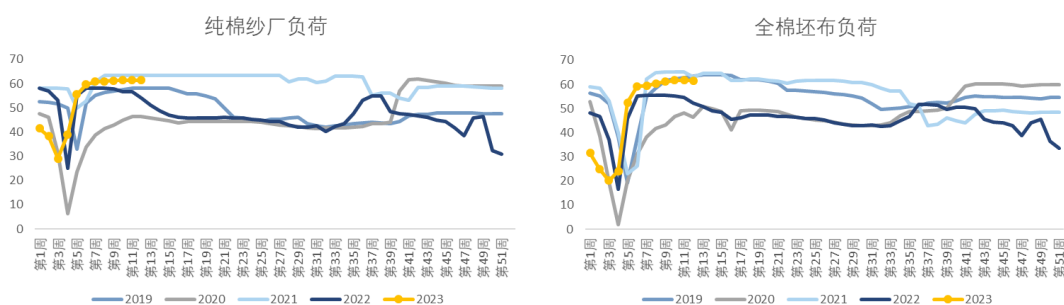 纯棉纱厂负荷
70
60
50
40
30
20
10
0
第1周
第3周
第5周
第7周
第9周
第11周
第13周
第15周
第17周
第19周
第21周
第23周
第25周
第27周
第29周
第31周
第33周
第35周
第37周
第39周
第41周
第43周
第45周
第47周
第49周
第51周
2019 2020 2021 2022 2023
全棉坯布负荷
70
60
50
40
30
20
10
0
第1周
第3周
第5周
第7周
第9周
第11周
第13周
第15周
第17周
第19周
第21周
第23周
第25周
第27周
第29周
第31周
第33周
第35周
第37周
第39周
第41周
第43周
第45周
第47周
第49周
第51周
2019 2020 2021 2022 2023